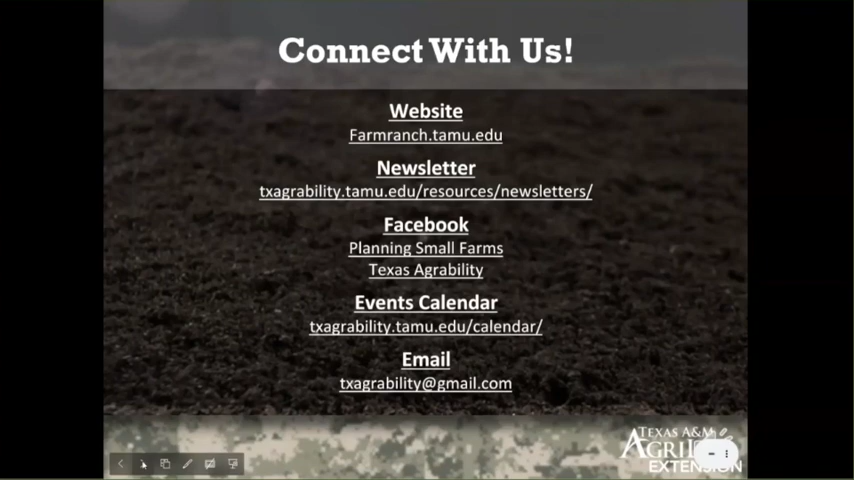 Connect With Us!
Website
Farmranch.tamu.edu
Newsletter
txagrability.tamu.edu/resources/newsletters/
Facebook
Planning Small Farms
Texas Agrability
Events Calendar
txagrability.tamu.edu/calendar/
Email
txagrability@gmail.com
TEXAS A&M
EXTENSION